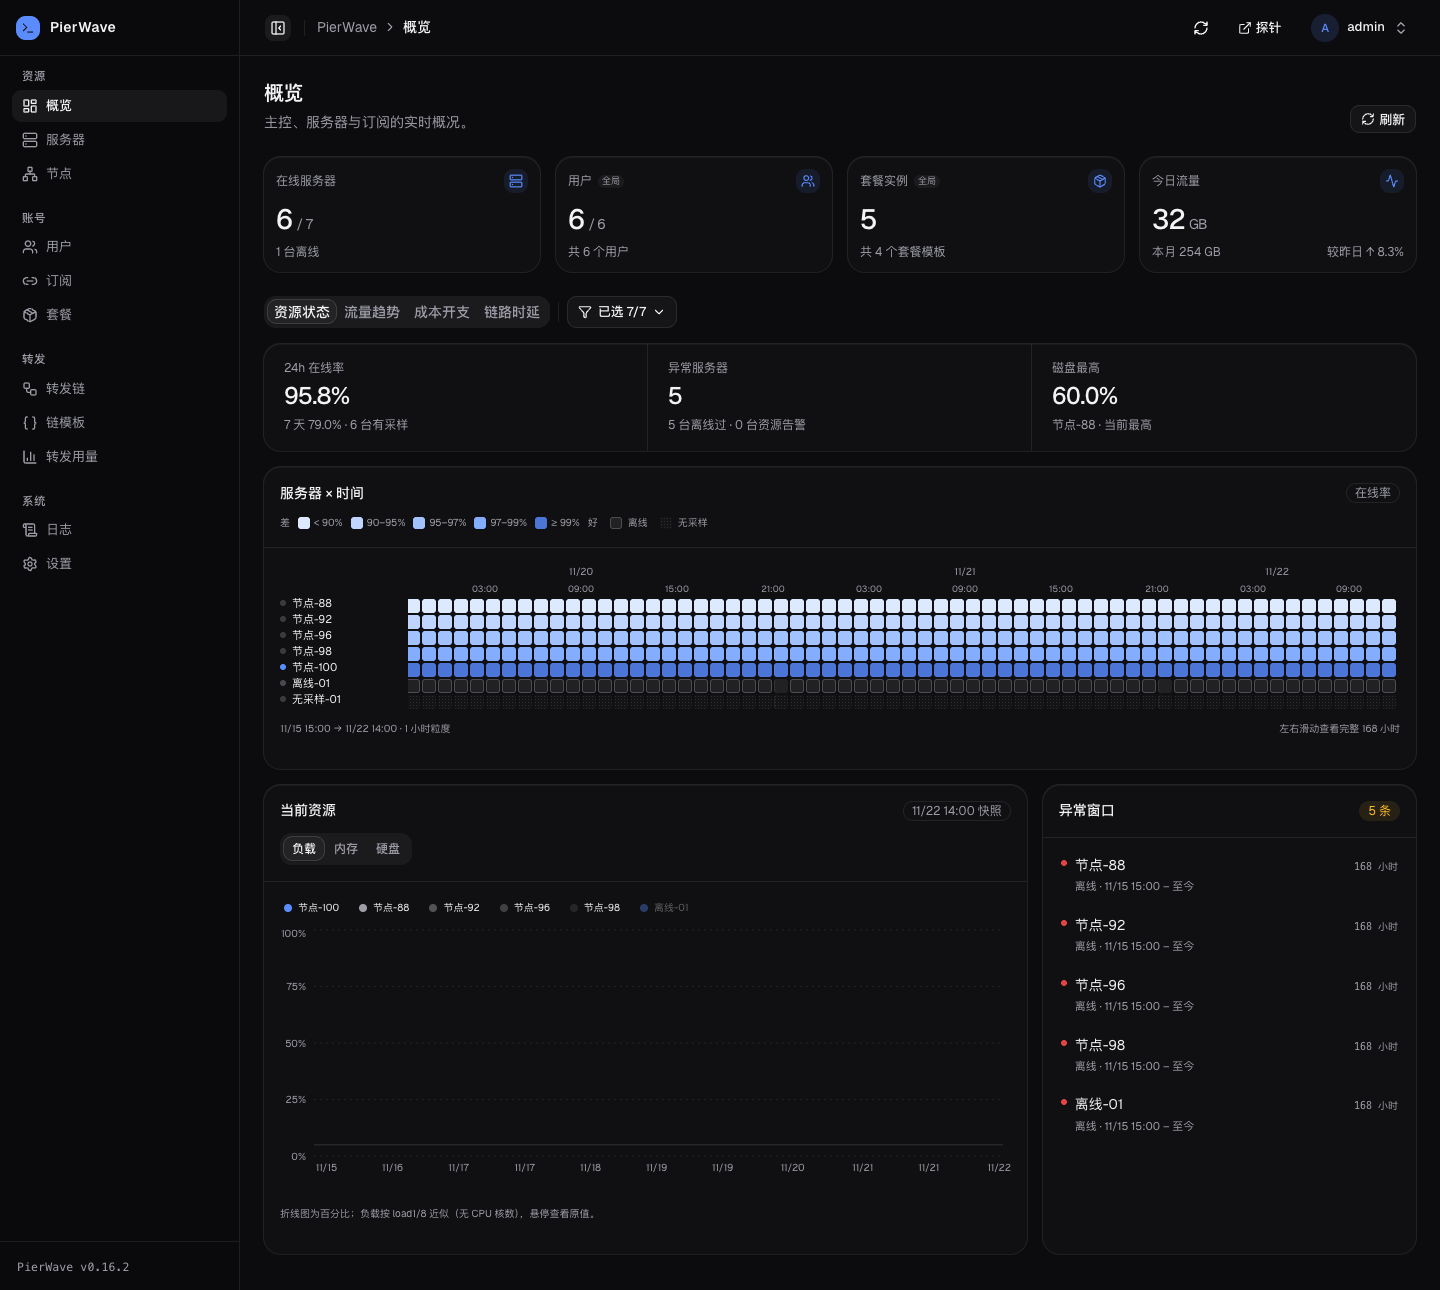 PierWave
PierWave > 概览
探针
A admin
资源
概览
服务器
节点
账号
用户
订阅
套餐
转发
转发链
链模板
转发用量
系统
日志
设置
PierWave v0.16.2
概览
主控、服务器与订阅的实时概况。
刷新
在线服务器
6 / 7
1 台离线
用户 全局
6 / 6
共 6 个用户
套餐实例 全局
5
共 4 个套餐模板
今日流量
32 GB
本月 254 GB 较昨日 ↑ 8.3%
资源状态 流量趋势 成本开支 链路时延 已选 7/7
24h 在线率
95.8%
7 天 79.0% · 6 台有采样
异常服务器
5
5 台离线过 · 0 台资源告警
磁盘最高
60.0%
节点-88 · 当前最高
服务器 × 时间 在线率
差 < 90% 90–95% 95–97% 97–99% ≥ 99% 好 离线 无采样
11/20 11/21 11/22
03:00 09:00 15:00 21:00 03:00 09:00 15:00 21:00 03:00 09:00
节点-88
节点-92
节点-96
节点-98
节点-100
离线-01
无采样-01
11/15 15:00 → 11/22 14:00 · 1 小时粒度 左右滑动查看完整 168 小时
当前资源 11/22 14:00 快照
负载 内存 硬盘
节点-100 节点-88 节点-92 节点-96 节点-98 离线-01
100%
75%
50%
25%
0%
11/15 11/16 11/17 11/17 11/18 11/19 11/19 11/20 11/21 11/21 11/22
折线图为百分比；负载按 load1/8 近似（无 CPU 核数），悬停查看原值。
异常窗口 5 条
节点-88 168 小时
离线 · 11/15 15:00 – 至今
节点-92 168 小时
离线 · 11/15 15:00 – 至今
节点-96 168 小时
离线 · 11/15 15:00 – 至今
节点-98 168 小时
离线 · 11/15 15:00 – 至今
离线-01 168 小时
离线 · 11/15 15:00 – 至今